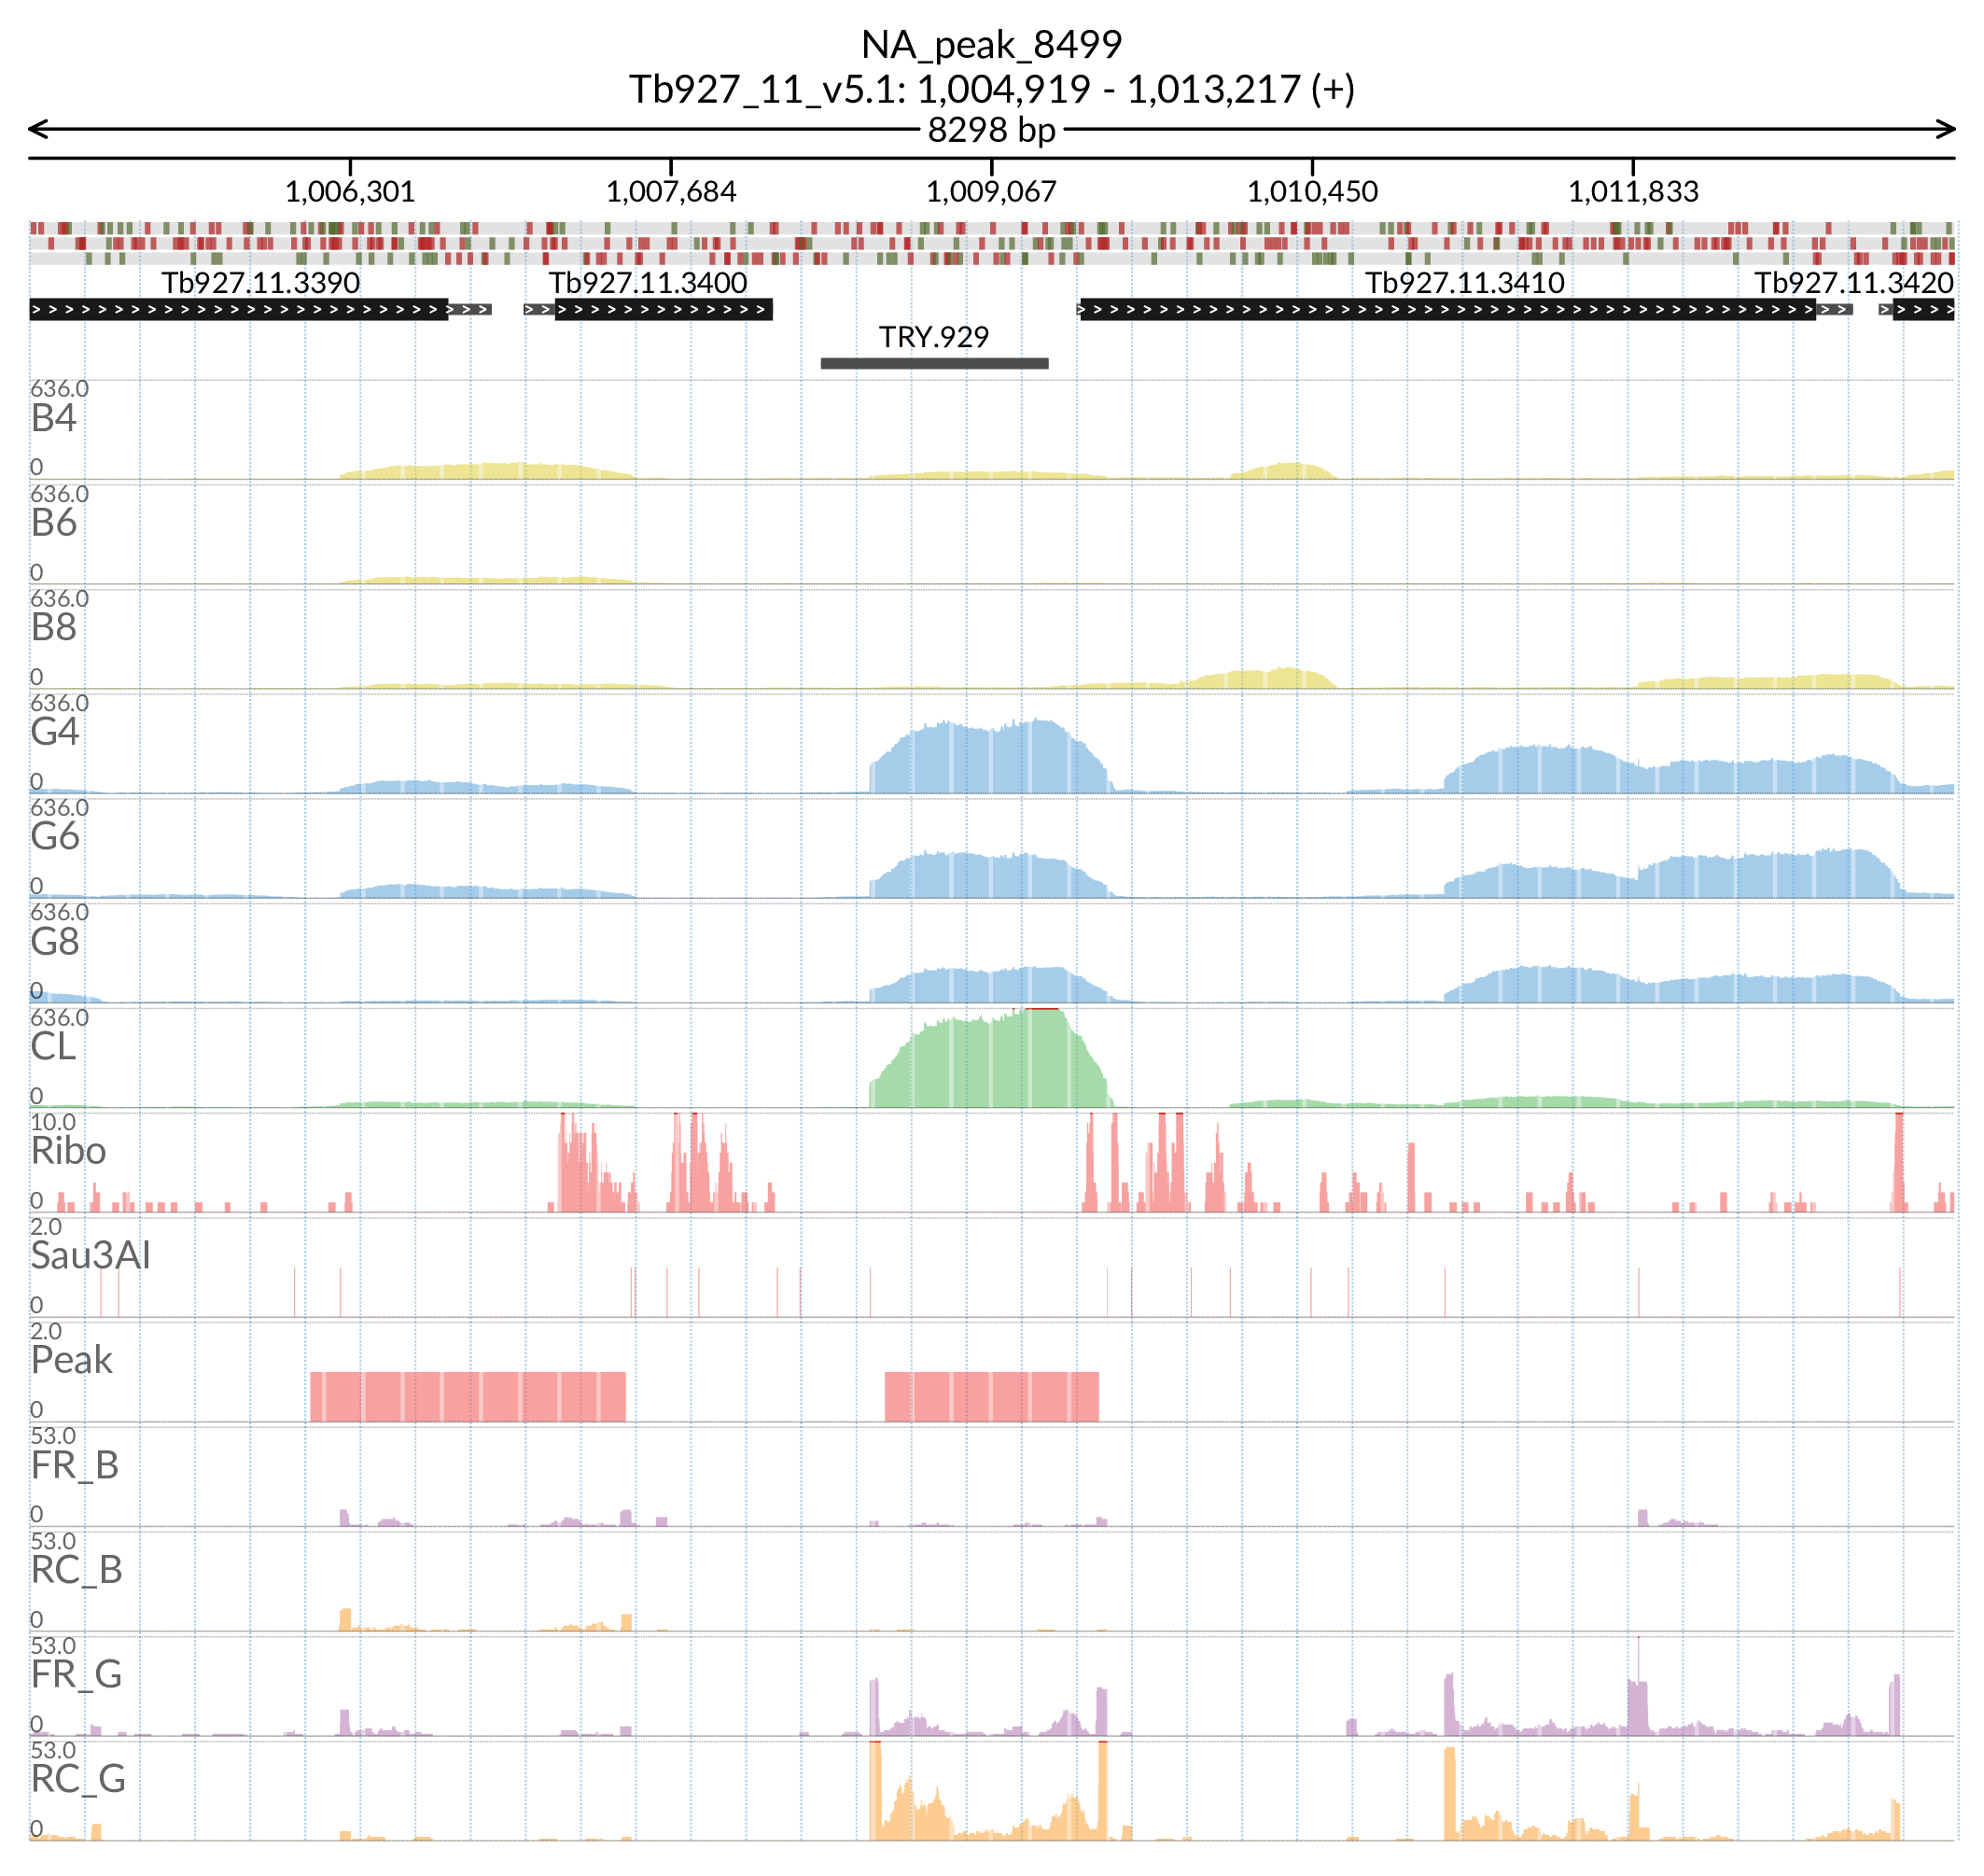 NA_peak_8499
Tb927_11_v5.1: 1,004,919 - 1,013,217 (+)
8298 bp
1,006,301 1,007,684 1,009,067 1,010,450 1,011,833
Tb927.11.3390 Tb927.11.3400 Tb927.11.3410 Tb927.11.3420
TRY.929
636.0
B4
0
636.0
B6
0
636.0
B8
0
636.0
G4
0
636.0
G6
0
636.0
G8
0
636.0
CL
0
10.0
Ribo
0
2.0
Sau3AI
0
2.0
Peak
0
53.0
FR_B
0
53.0
RC_B
0
53.0
FR_G
0
53.0
RC_G
0